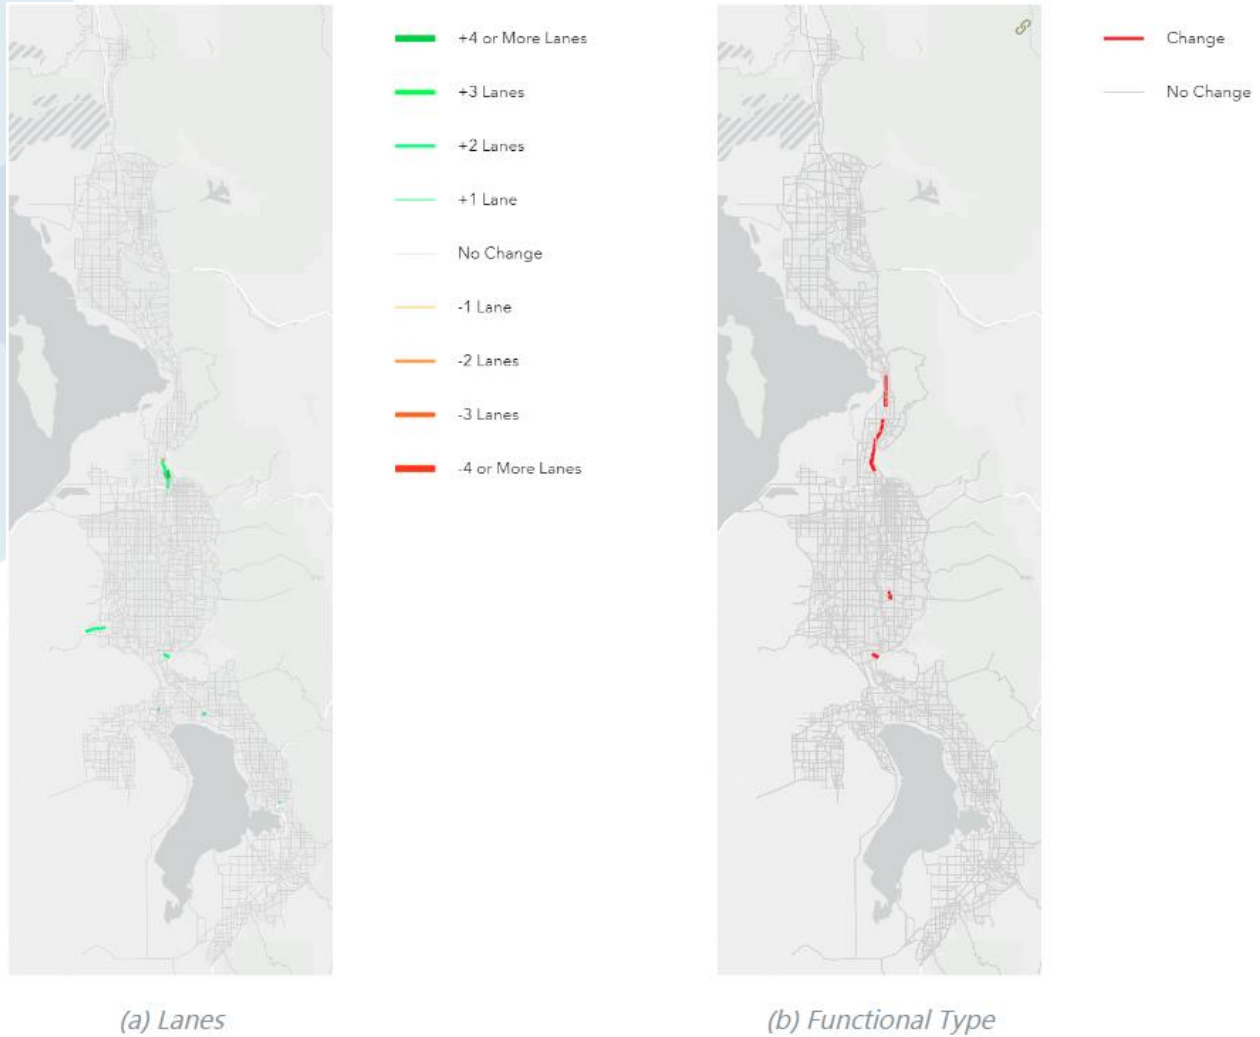 +4 or More Lanes
+3 Lanes
+2 Lanes
+1 Lane
No Change
-1 Lane
-2 Lanes
-3 Lanes
-4 or More Lanes
(a) Lanes
Change
No Change
(b) Functional Type